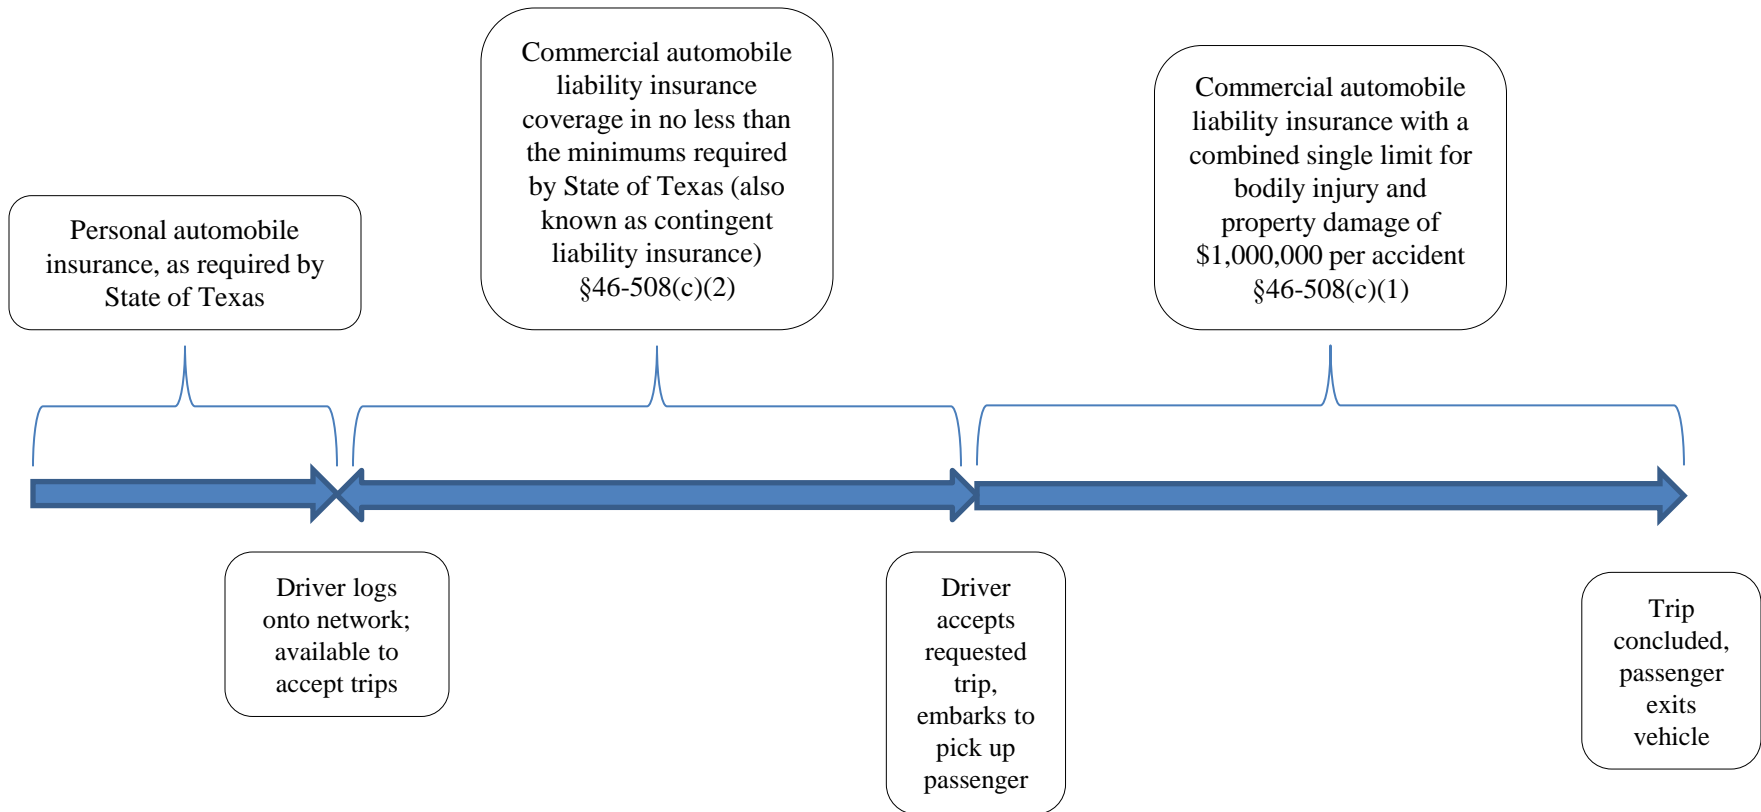 Personal automobile
insurance, as required by
State of Texas
Commercial automobile
liability insurance
coverage in no less than
the minimums required
by State of Texas (also
known as contingent
liability insurance)
§46-508(c)(2)
Commercial automobile
liability insurance with a
combined single limit for
bodily injury and
property damage of
$1,000,000 per accident
§46-508(c)(1)
Driver logs
onto network;
available to
accept trips
Driver
accepts
requested
trip,
embarks to
pick up
passenger
Trip
concluded,
passenger
exits
vehicle